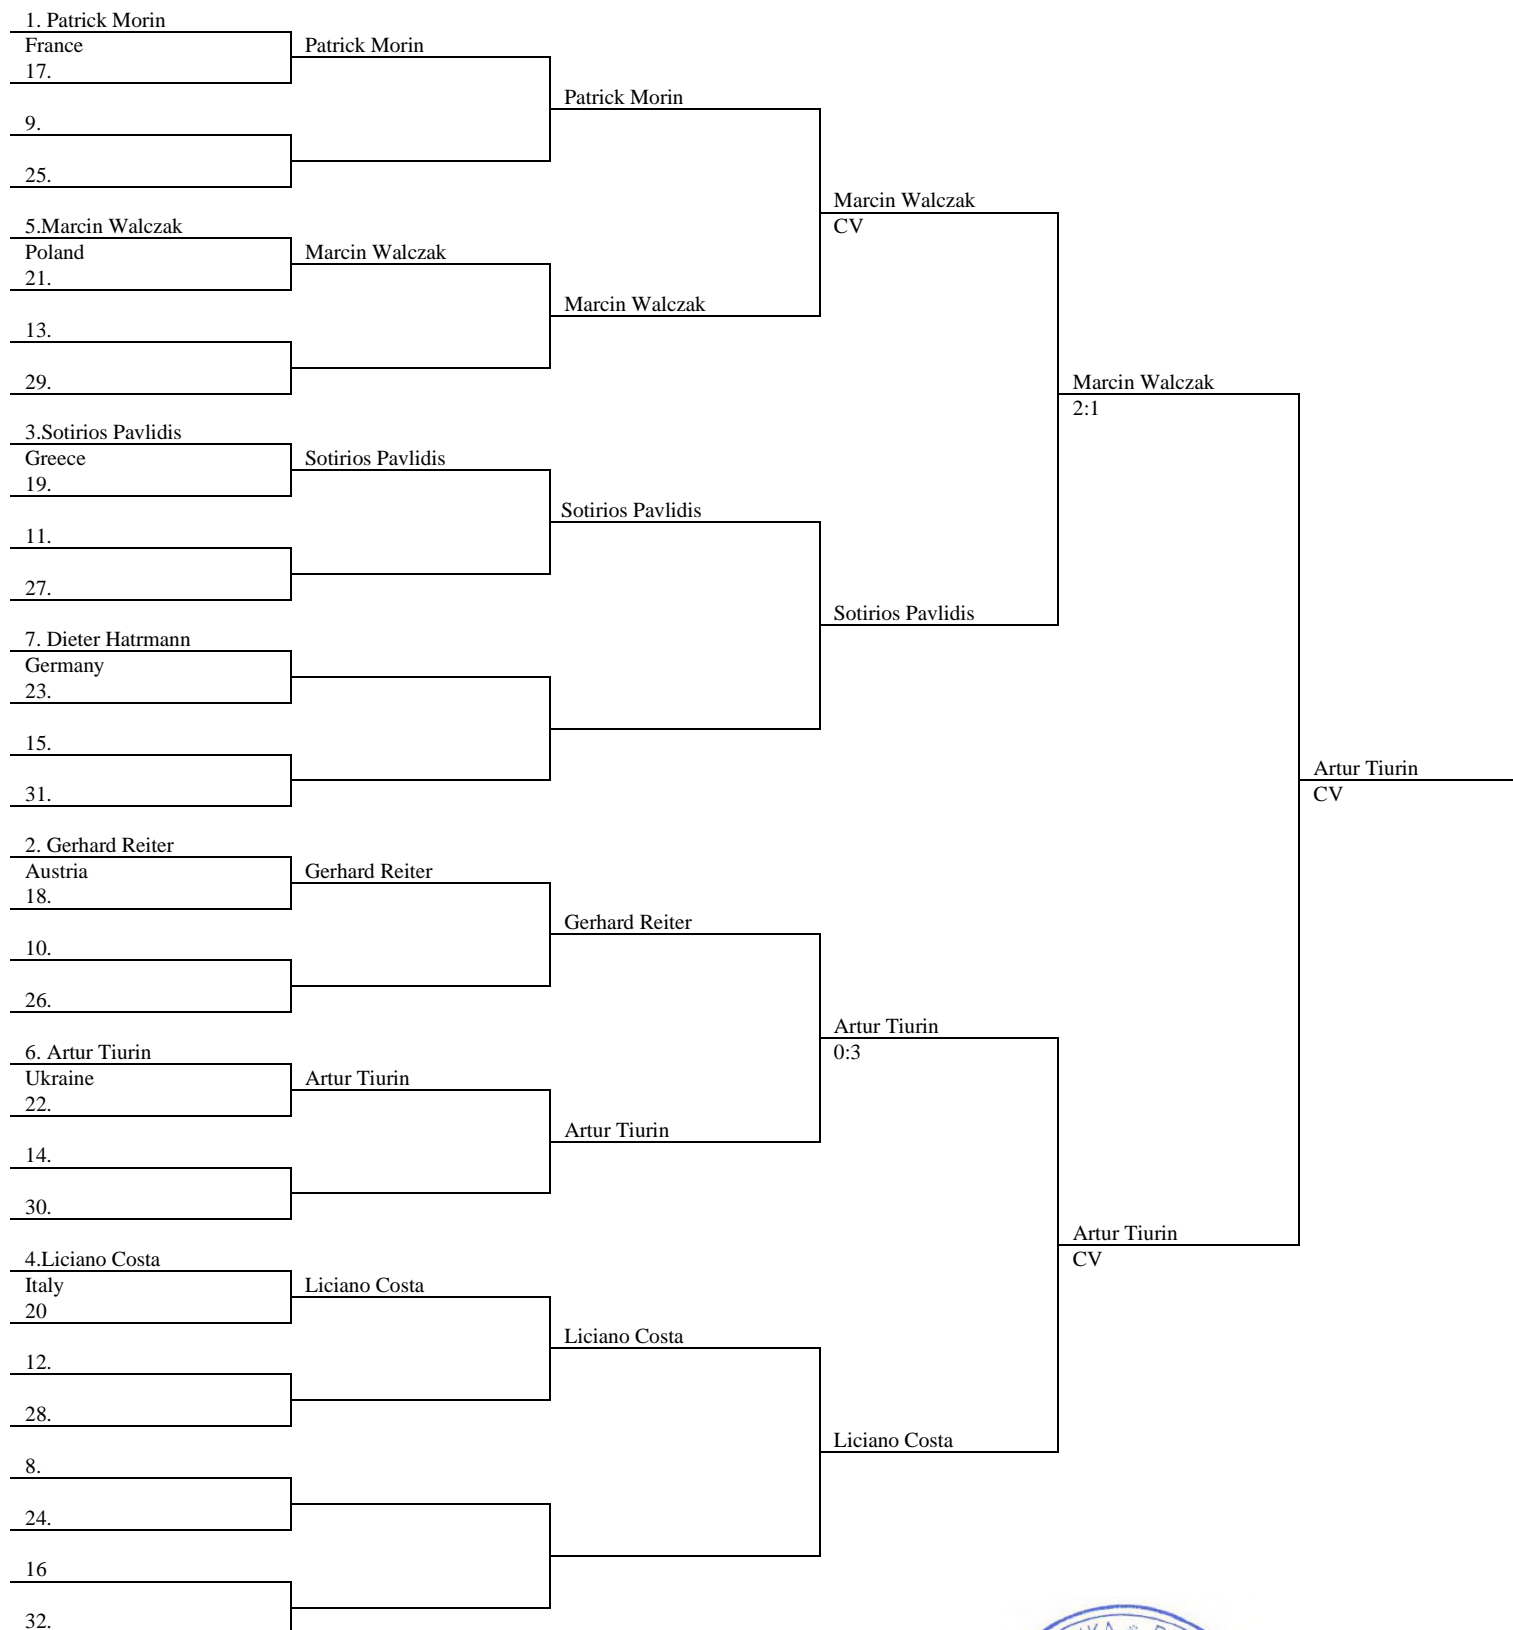 1. Patrick Morin
France
17.
9.
25.
5.Marcin Walczak
Poland
21.
13.
29.
3.Sotirios Pavlidis
Greece
19.
11.
27.
7. Dieter Hatrmann
Germany
23.
15.
31.
2. Gerhard Reiter
Austria
18.
10.
26.
6. Artur Tiurin
Ukraine
22.
14.
30.
4.Liciano Costa
Italy
20
12.
28.
8.
24.
16
32.
Patrick Morin
Marcin Walczak
Sotirios Pavlidis
Gerhard Reiter
Artur Tiurin
Liciano Costa
Patrick Morin
Marcin Walczak
Sotirios Pavlidis
Gerhard Reiter
Artur Tiurin
Liciano Costa
Marcin Walczak
CV
Sotirios Pavlidis
Artur Tiurin
0:3
Liciano Costa
Marcin Walczak
2:1
Artur Tiurin
CV
Artur Tiurin
CV